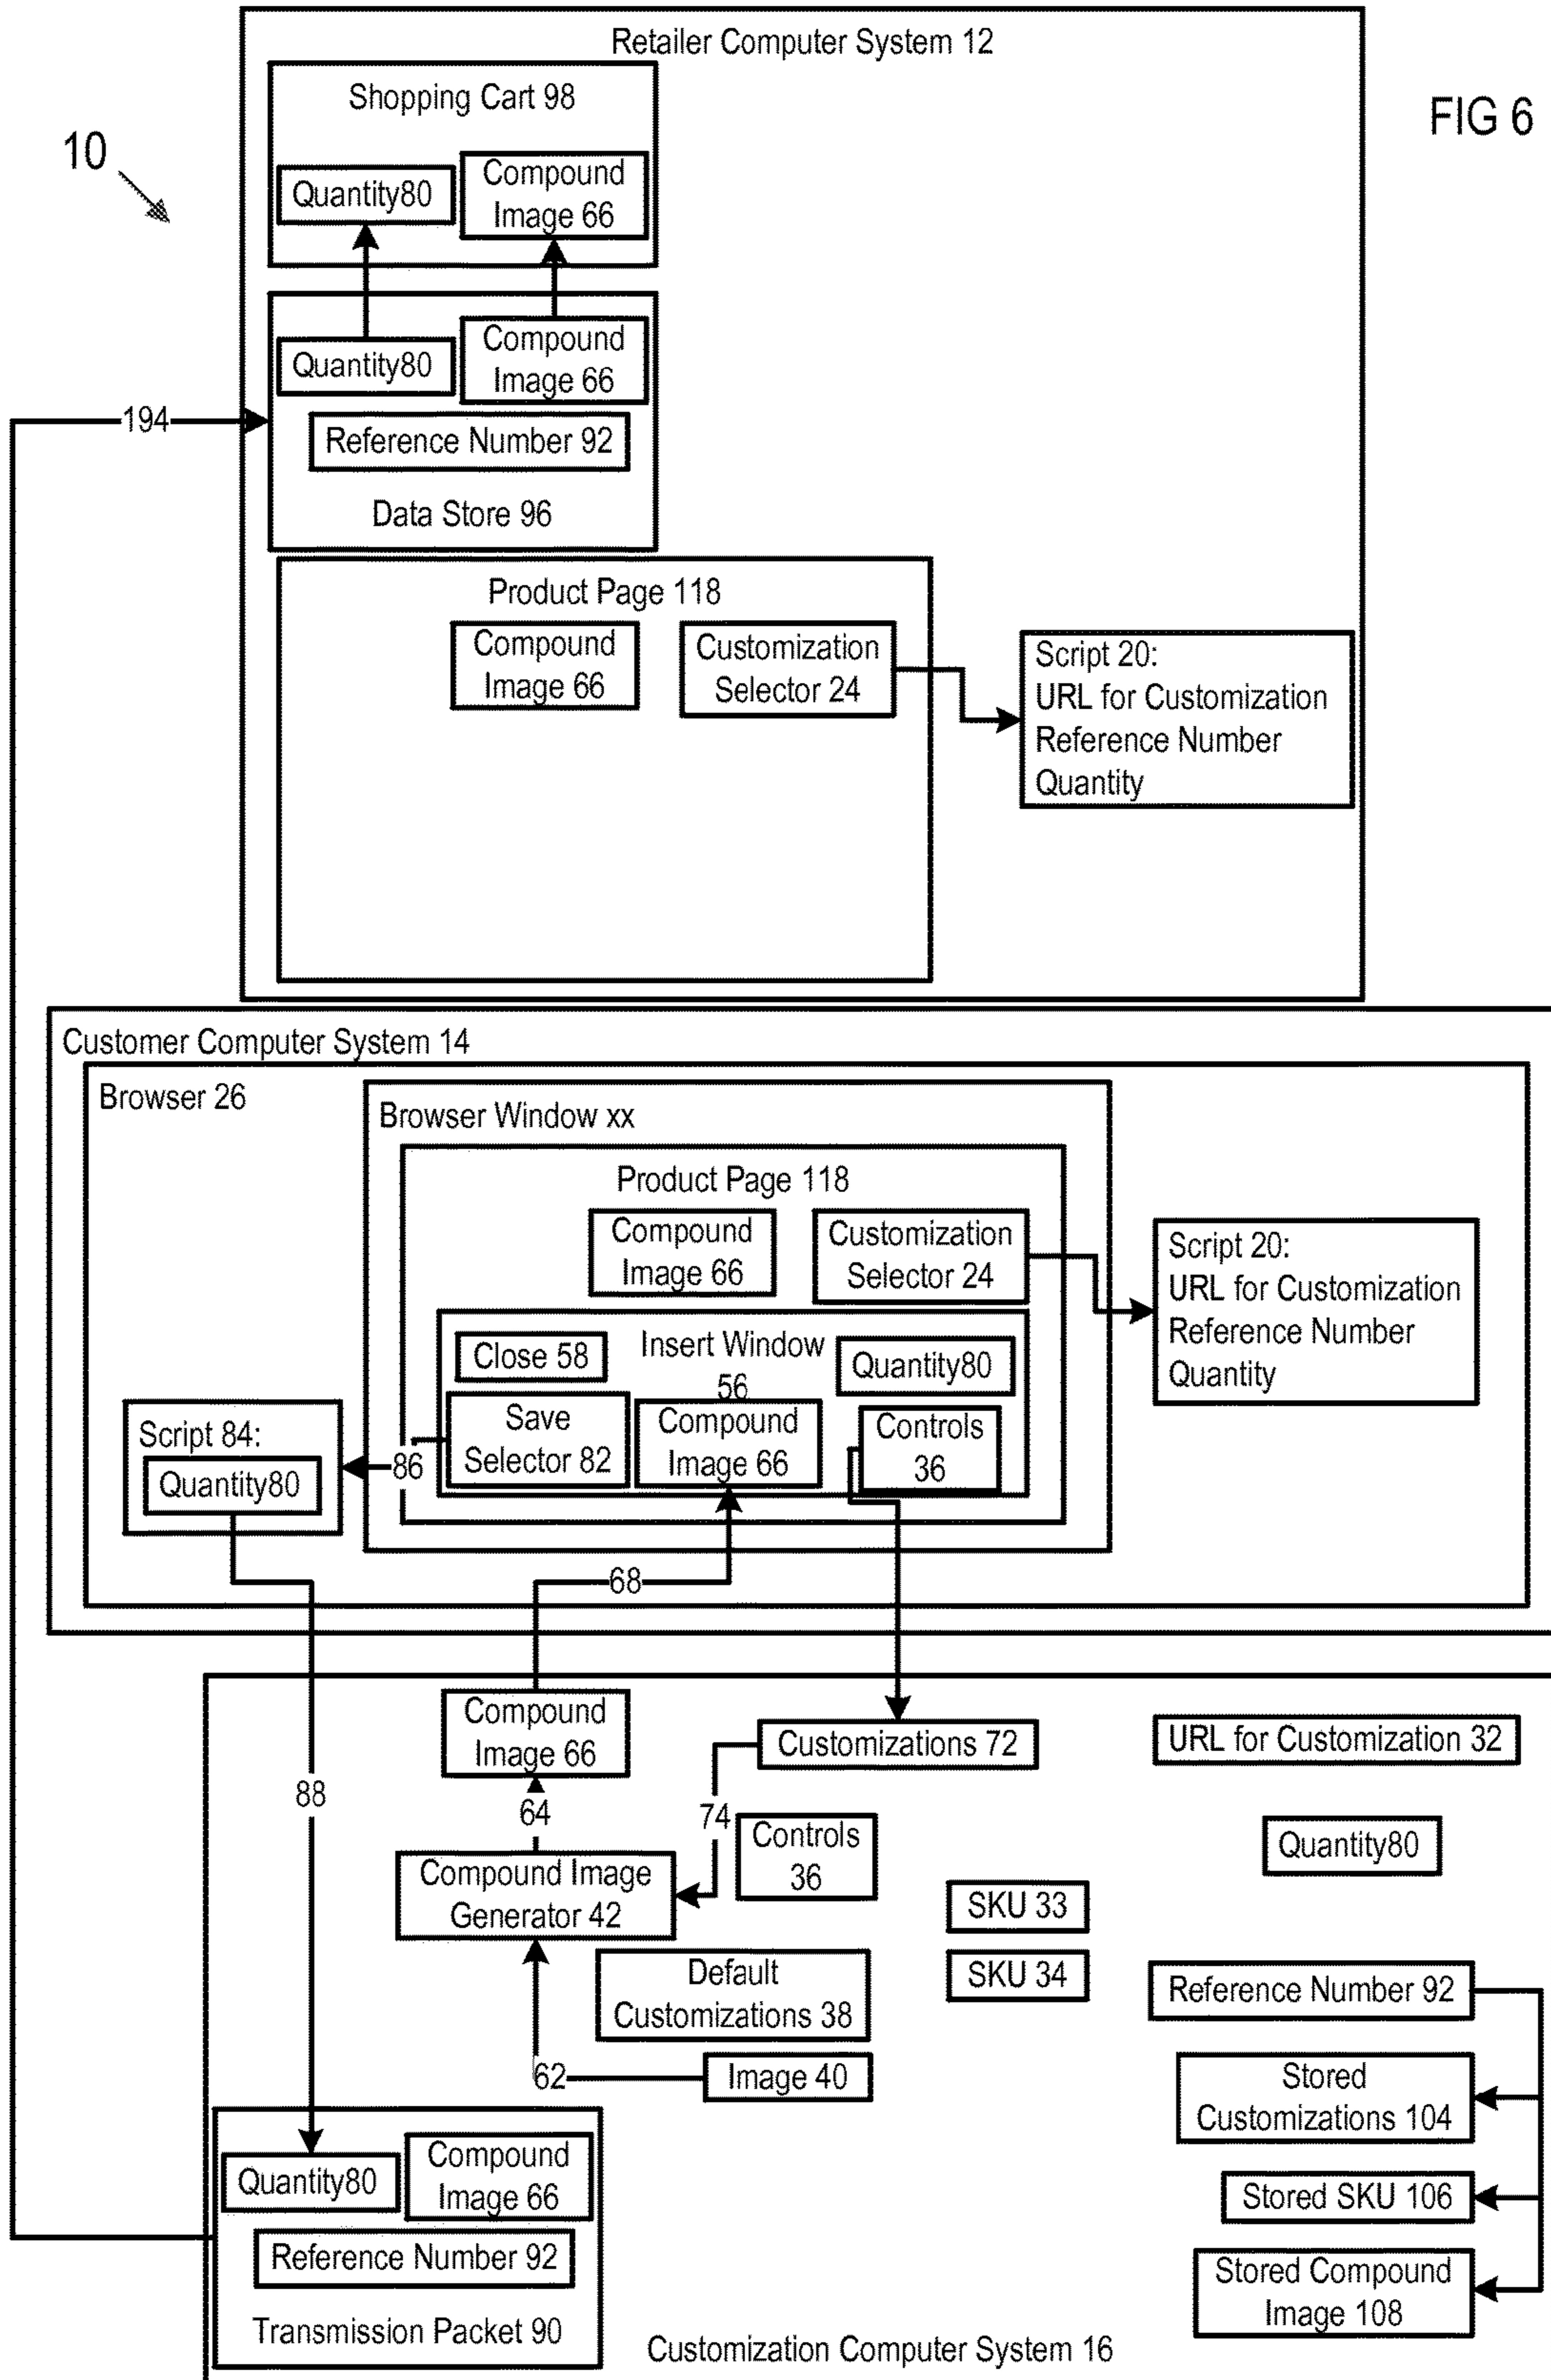 Retailer Computer System 12
FIG 6
10
Shopping Cart 98
Quantity80
Compound
Image 66
Quantity80
Compound
Image 66
194
Reference Number 92
Data Store 96
Product Page 118
Compound
Image 66
Customization
Selector 24
Script 20:
URL for Customization
Reference Number
Quantity
Customer Computer System 14
Browser 26
Browser Window xx
Product Page 118
Compound
Image 66
Customization
Selector 24
Script 20:
URL for Customization
Reference Number
Quantity
Close 58
Insert Window
56
Quantity80
Save
Selector 82
Compound
Image 66
Controls
36
Script 84:
Quantity80
86
68
Compound
Image 66
Customizations 72
URL for Customization 32
88
64
74
Controls
36
Quantity80
Compound Image
Generator 42
SKU 33
Default
Customizations 38
SKU 34
Reference Number 92
62
Image 40
Stored
Customizations 104
Quantity80
Compound
Image 66
Stored SKU 106
Reference Number 92
Stored Compound
Image 108
Transmission Packet 90
Customization Computer System 16